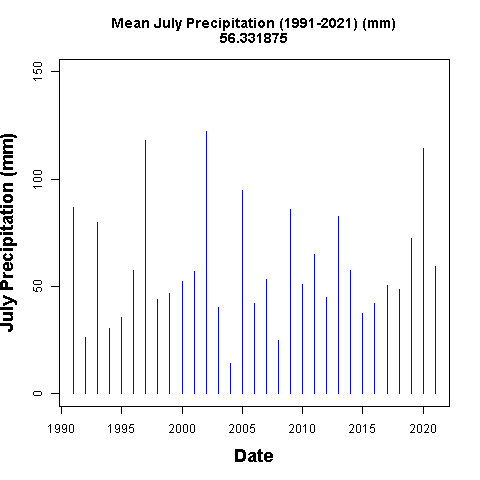 Mean July Precipitation (1991-2021) (mm)
56.331875
July Precipitation (mm)
150
100
50
0
1990 1995 2000 2005 2010 2015 2020
Date